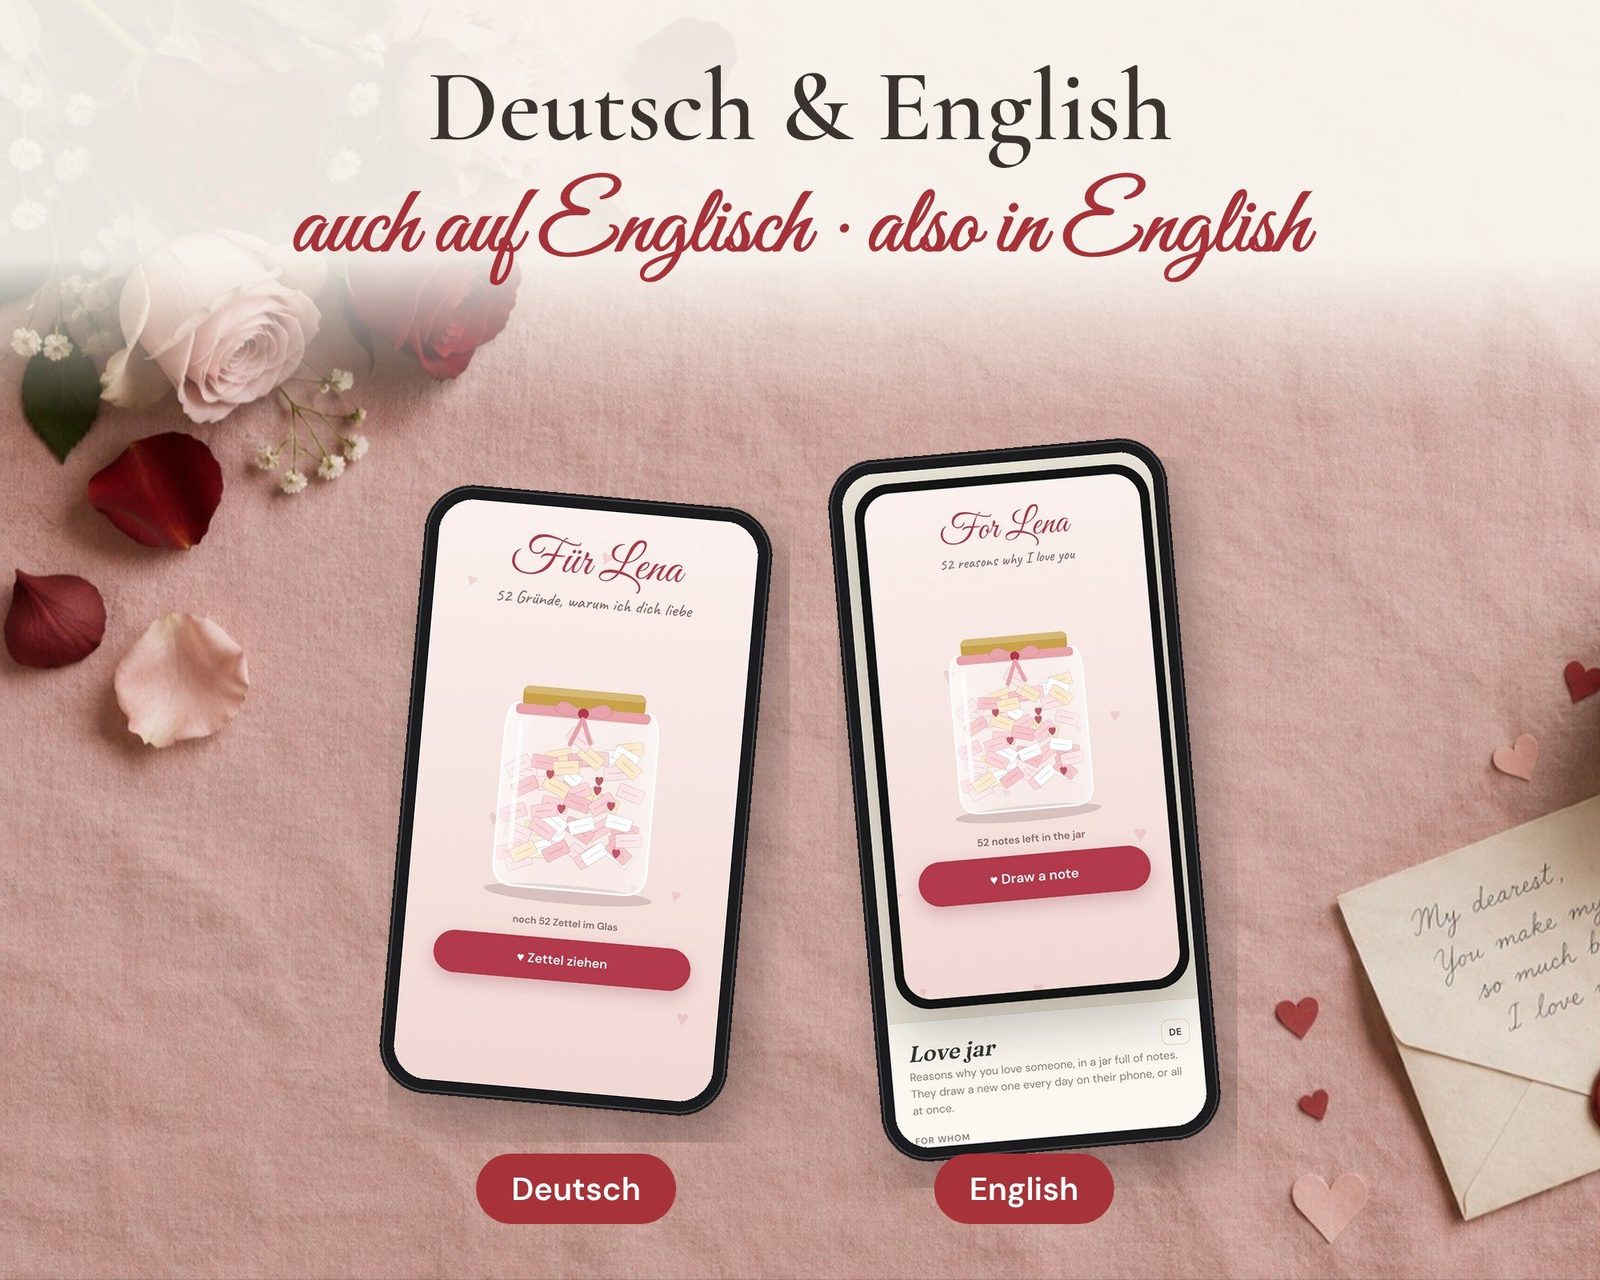 Deutsch & English
auch auf Englisch · also in English
Für Lena
52 Gründe, warum ich dich liebe
noch 52 Zettel im Glas
♥ Zettel ziehen
Deutsch
For Lena
52 reasons why I love you
52 notes left in the jar
♥ Draw a note
Love jar
DE
Reasons why you love someone, in a jar full of notes.
They draw a new one every day on their phone, or all
at once.
FOR WHOM
English
My dearest,
You make my
so much
I love